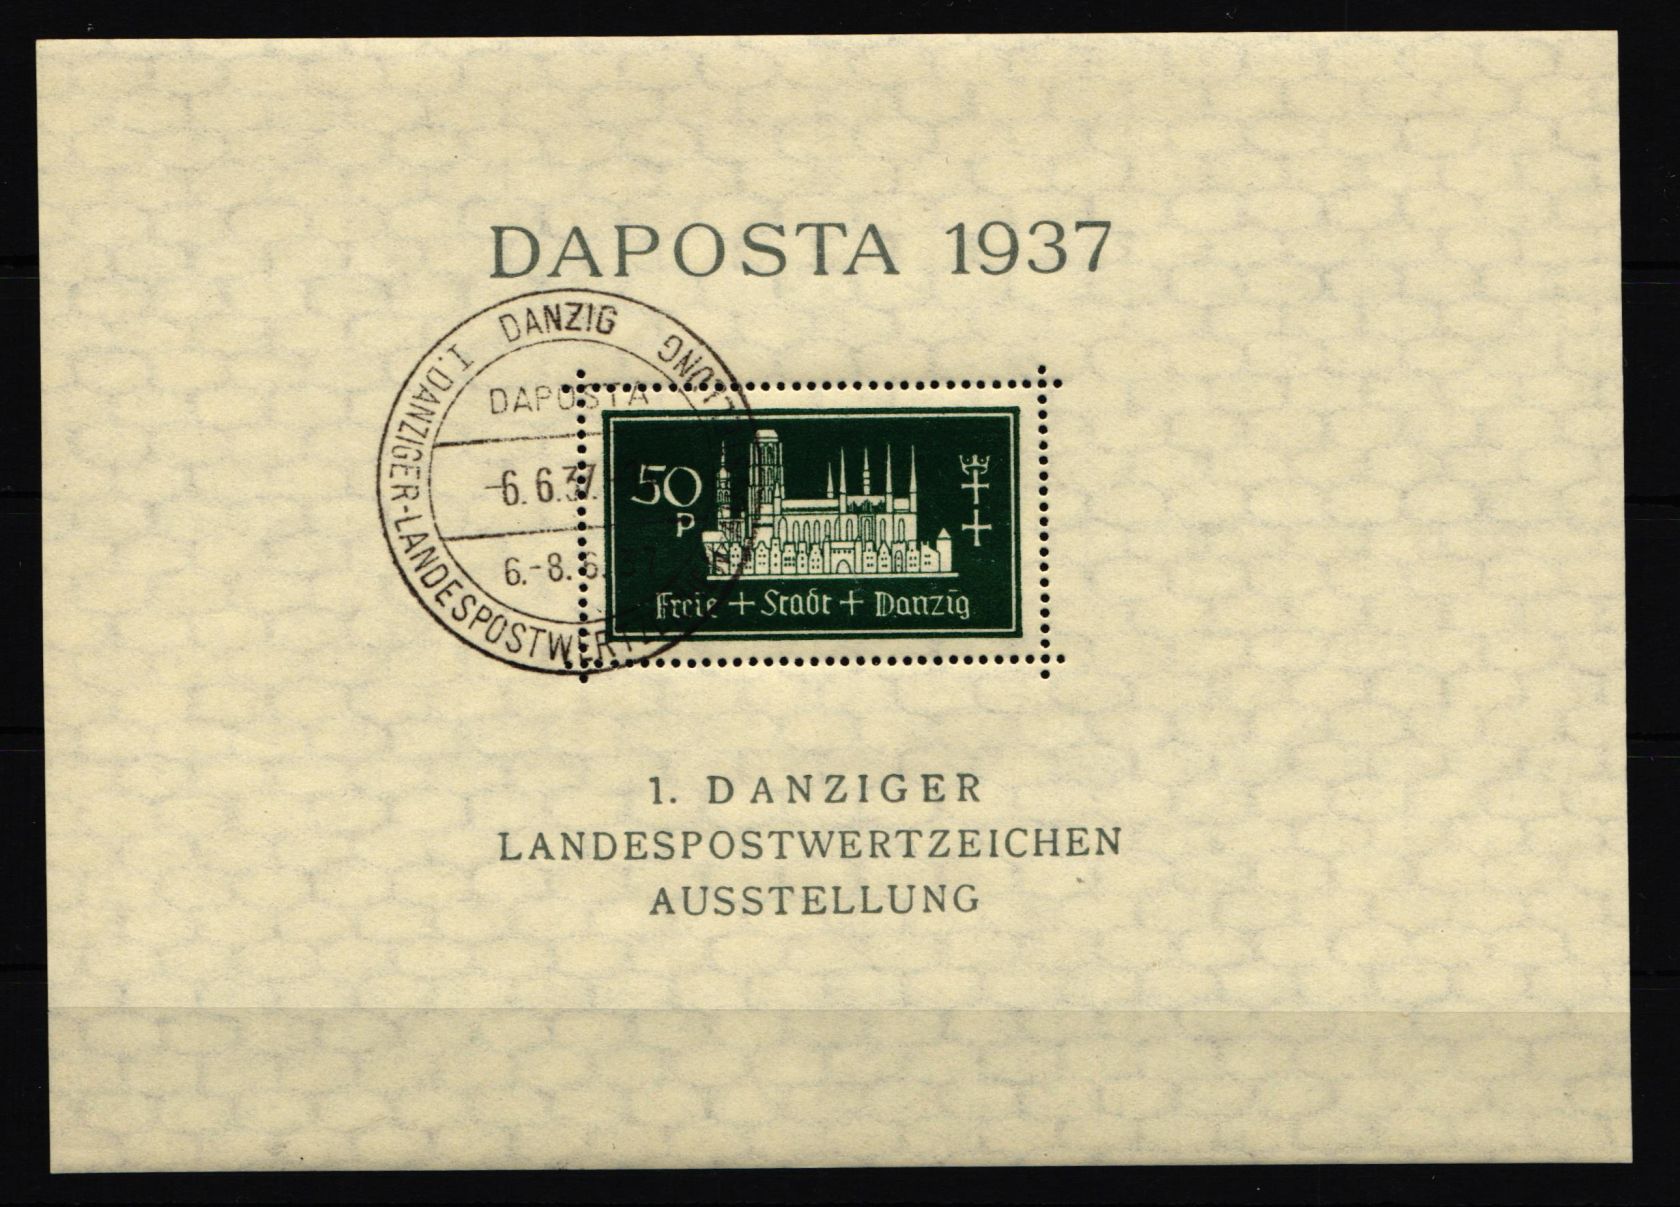 DAPOSTA 1937
DANZIG
I. DANZIGER-LANDESPOSTWERTZEICHEN
DAPOSTA
-6.6.37.
6.-8.6.37
50
p
Freie + Stadt + Danzig
1. DANZIGER
LANDESPOSTWERTZEICHEN
AUSSTELLUNG